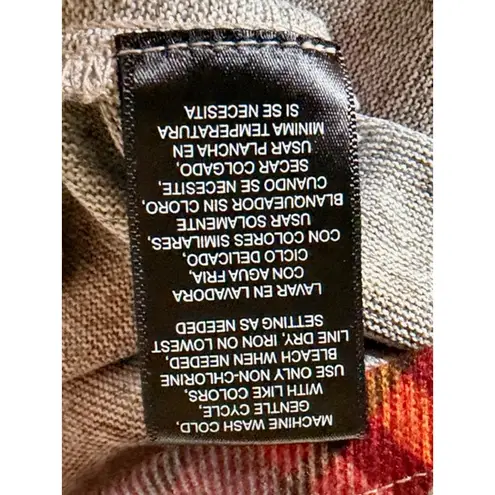 MACHINE WASH COLD,
GENTLE CYCLE,
WITH LIKE COLORS,
USE ONLY NON-CHLORINE
BLEACH WHEN NEEDED,
LINE DRY, IRON ON LOWEST
SETTING AS NEEDED
LAVAR EN LAVADORA
CON AGUA FRIA,
CICLO DELICADO,
CON COLORES SIMILARES,
USAR SOLAMENTE
BLANQUEADOR SIN CLORO,
CUANDO SE NECESITE,
SECAR COLGADO,
USAR PLANCHA EN
MINIMA TEMPERATURA
SI SE NECESITA